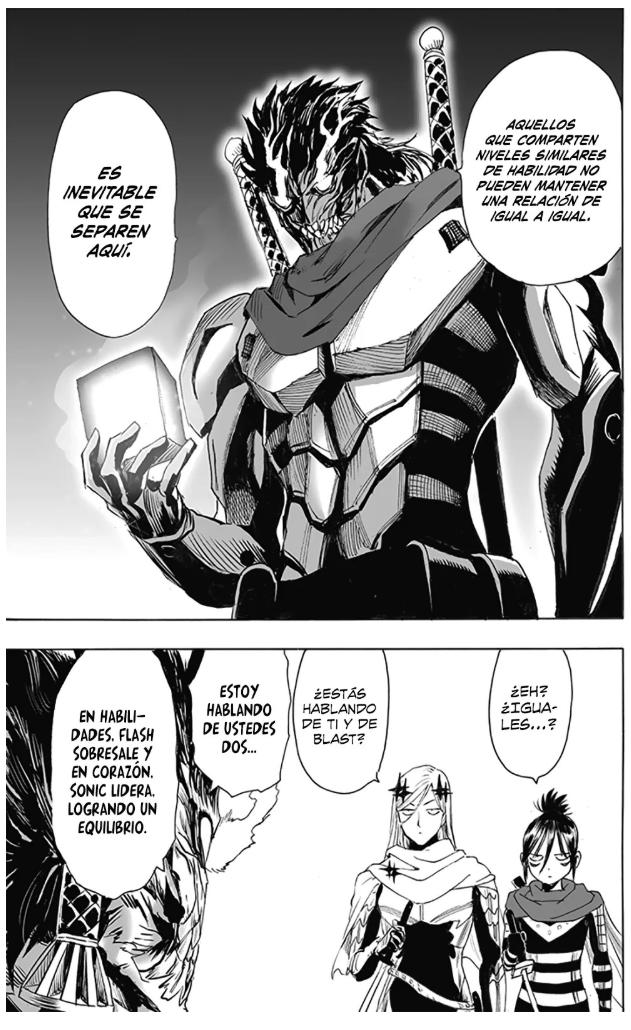 AQUELLOS
QUE COMPARTEN
NIVELES SIMILARES
DE HABILIDAD NO
PUEDEN MANTENER
UNA RELACIÓN DE
IGUAL A IGUAL.
ES
INEVITABLE
QUE SE
SEPAREN
AQUÍ.
¿EH?
¿IGUA-
LES...?
¿ESTÁS
HABLANDO
DE TI Y DE
BLAST?
ESTOY
HABLANDO
DE USTEDES
DOS...
EN HABILI-
DADES, FLASH
SOBRESALE Y
EN CORAZÓN,
SONIC LIDERA,
LOGRANDO UN
EQUILIBRIO.